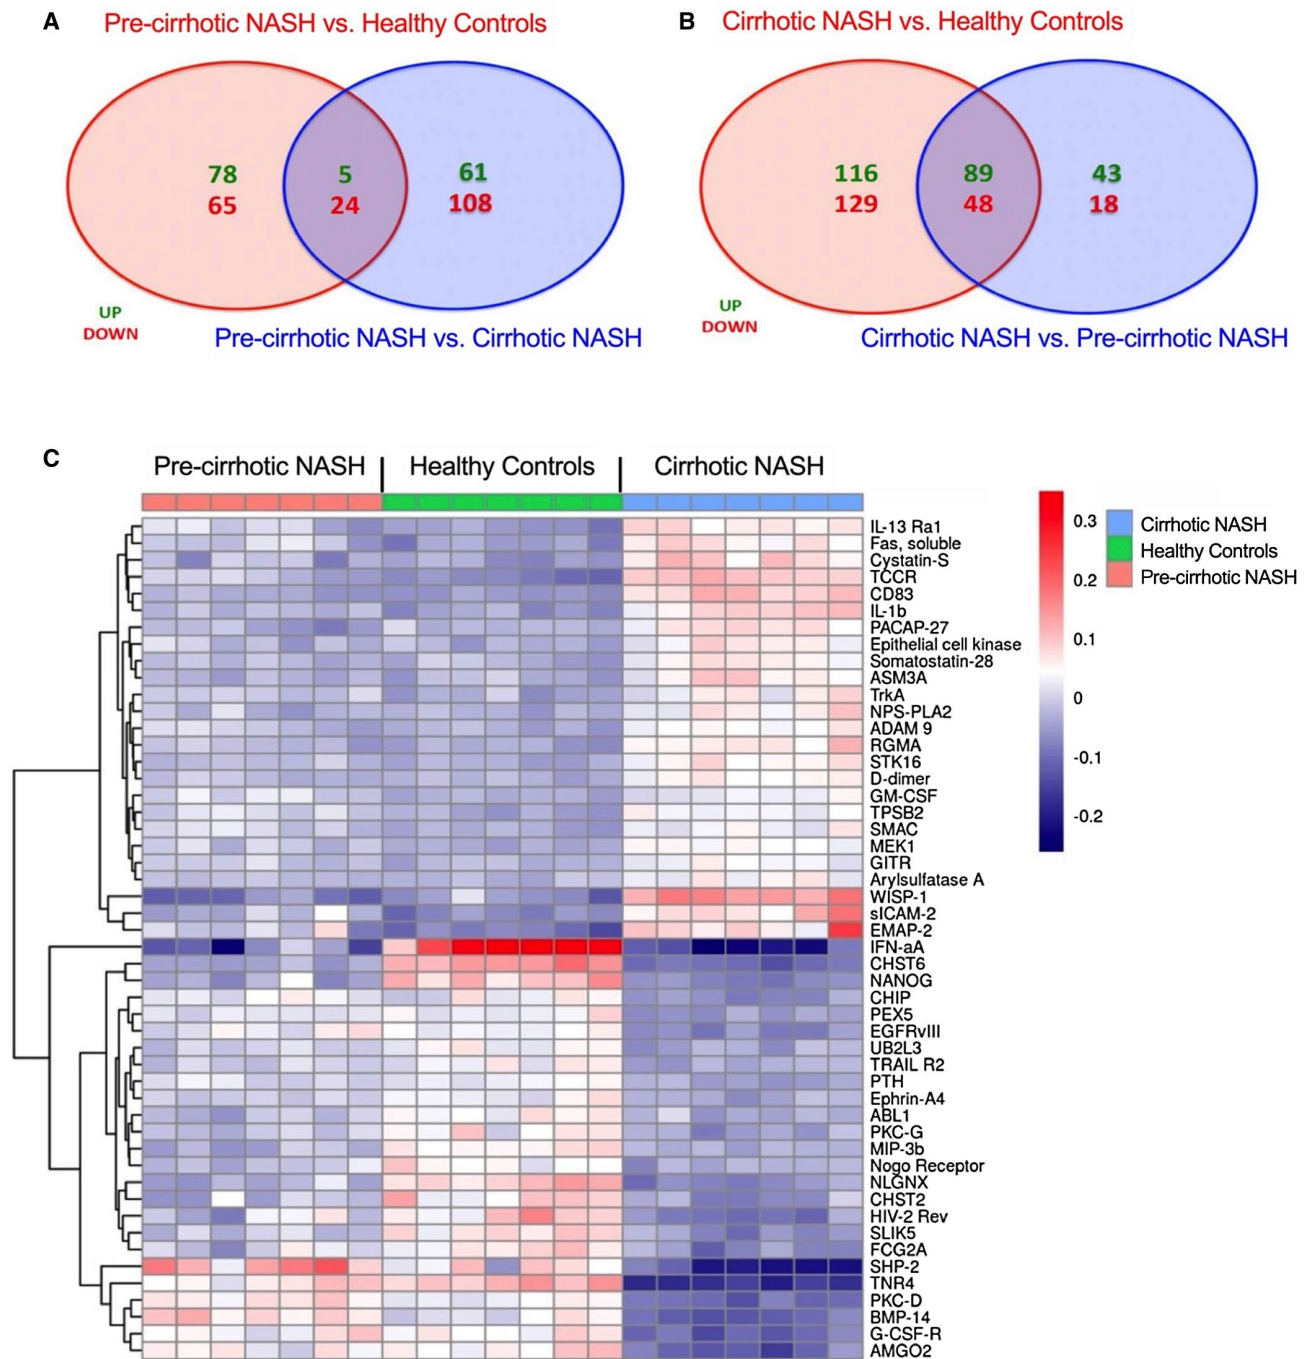 A
Pre-cirrhotic NASH vs. Healthy Controls
78
65
5
24
61
108
UP
DOWN
Pre-cirrhotic NASH vs. Cirrhotic NASH
B
Cirrhotic NASH vs. Healthy Controls
116
129
89
48
43
18
UP
DOWN
Cirrhotic NASH vs. Pre-cirrhotic NASH
C
Pre-cirrhotic NASH
Healthy Controls
Cirrhotic NASH
IL-13 Ra1
Fas, soluble
Cystatin-S
TCCR
CD83
IL-1b
PACAP-27
Epithelial cell kinase
Somatostatin-28
ASM3A
TrkA
NPS-PLA2
ADAM 9
RGMA
STK16
D-dimer
GM-CSF
TPSB2
SMAC
MEK1
GITR
Arylsulfatase A
WISP-1
sICAM-2
EMAP-2
IFN-aA
CHST6
NANOG
CHIP
PEX5
EGFRvIII
UB2L3
TRAIL R2
PTH
Ephrin-A4
ABL1
PKC-G
MIP-3b
Nogo Receptor
NLGNX
CHST2
HIV-2 Rev
SLIK5
FCG2A
SHP-2
TNR4
PKC-D
BMP-14
G-CSF-R
AMGO2
0.3
0.2
0.1
0
-0.1
-0.2
Cirrhotic NASH
Healthy Controls
Pre-cirrhotic NASH